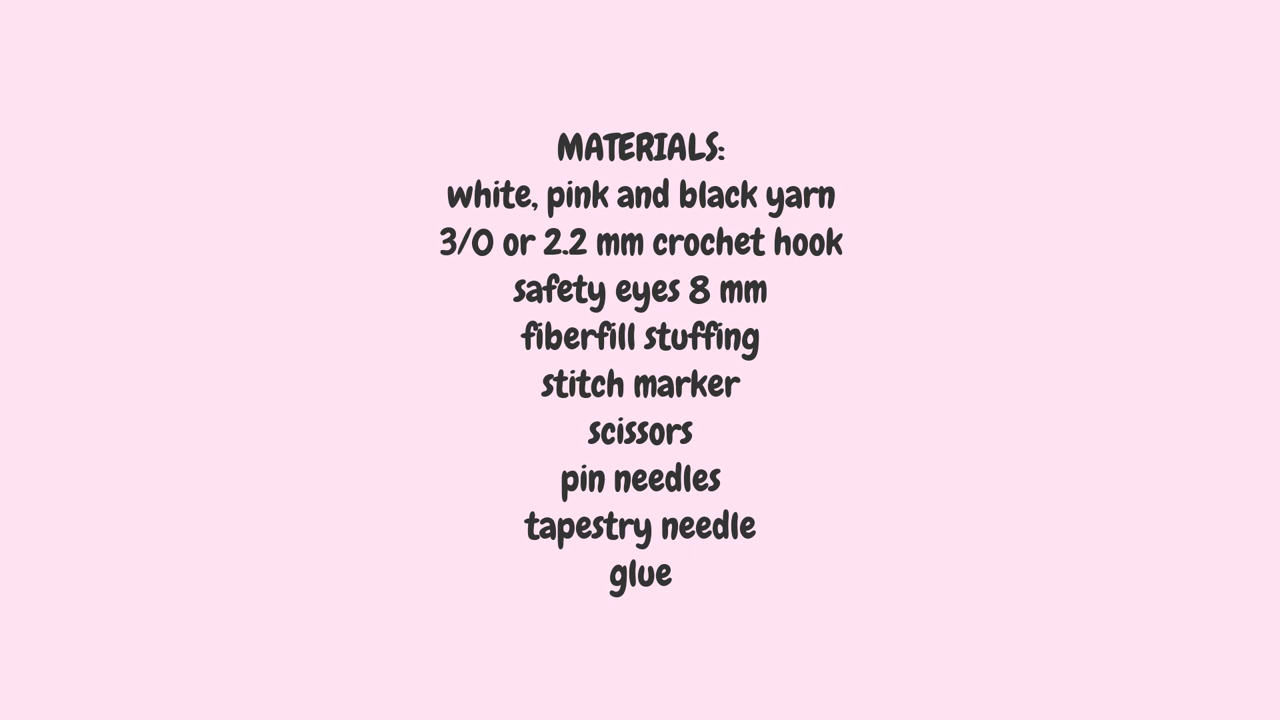 MATERIALS:
white, pink and black yarn
3/0 or 2.2 mm crochet hook
safety eyes 8 mm
fiberfill stuffing
stitch marker
scissors
pin needles
tapestry needle
glue